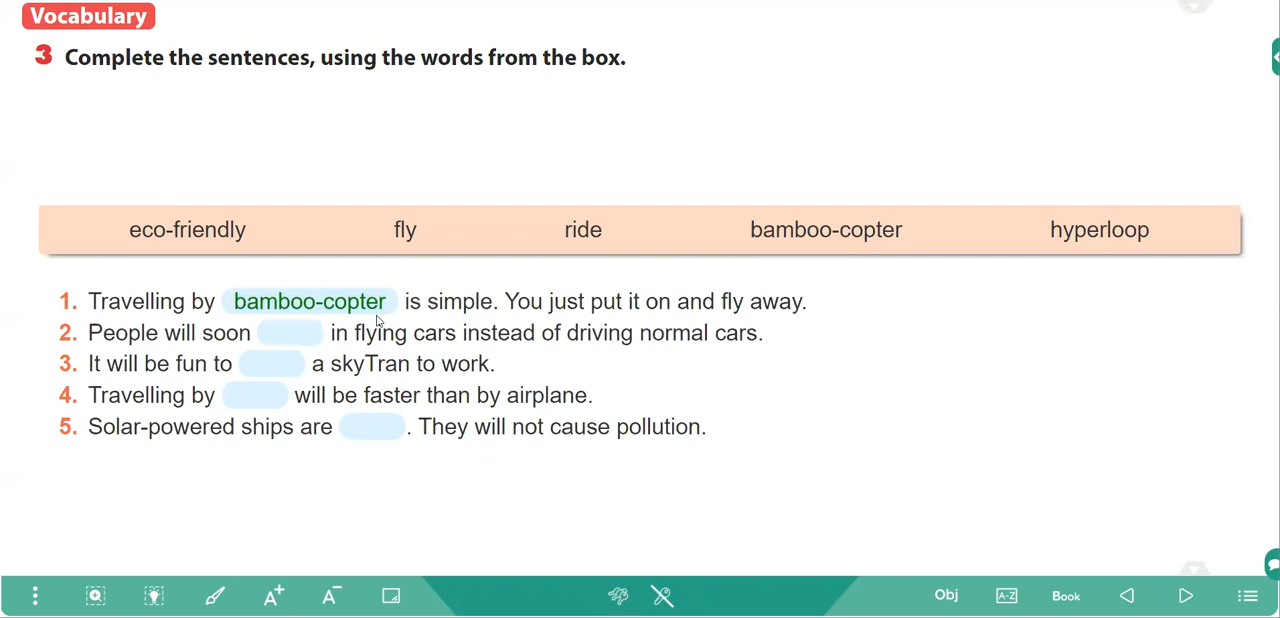 Vocabulary
3 Complete the sentences, using the words from the box.
eco-friendly fly ride bamboo-copter hyperloop
1. Travelling by bamboo-copter is simple. You just put it on and fly away.
2. People will soon in flying cars instead of driving normal cars.
3. It will be fun to a skyTran to work.
4. Travelling by will be faster than by airplane.
5. Solar-powered ships are . They will not cause pollution.
A+ A- Obj A-Z Book